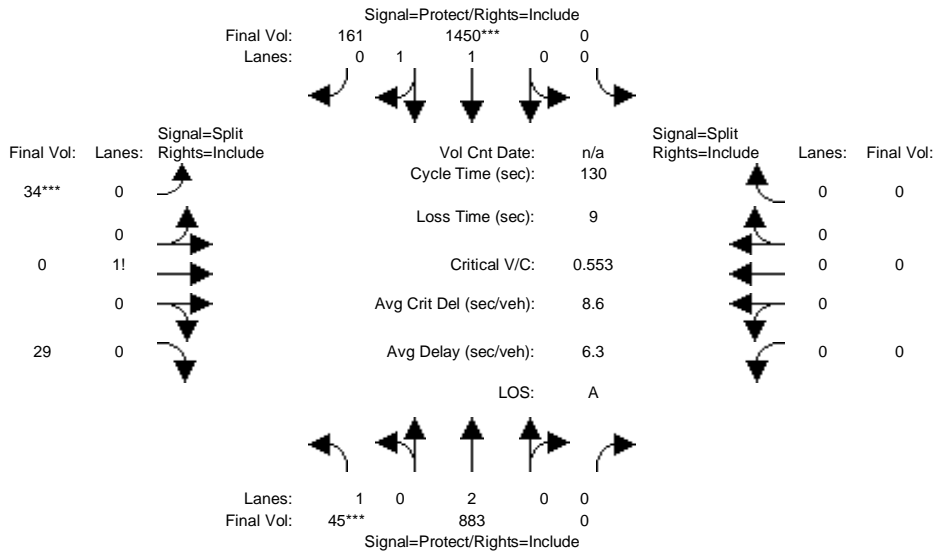 Signal=Protect/Rights=Include
Final Vol: 161 1450*** 0
Lanes: 0 1 1 0 0
Signal=Split
Final Vol: Lanes: Rights=Include
Vol Cnt Date: n/a
Signal=Split
Rights=Include Lanes: Final Vol:
Cycle Time (sec): 130
34*** 0
0 0
Loss Time (sec): 9
0
0
0 1!
Critical V/C: 0.553
0 0
0
Avg Crit Del (sec/veh): 8.6
0
29 0
Avg Delay (sec/veh): 6.3
0 0
LOS: A
Lanes: 1 0 2 0 0
Final Vol: 45*** 883 0
Signal=Protect/Rights=Include